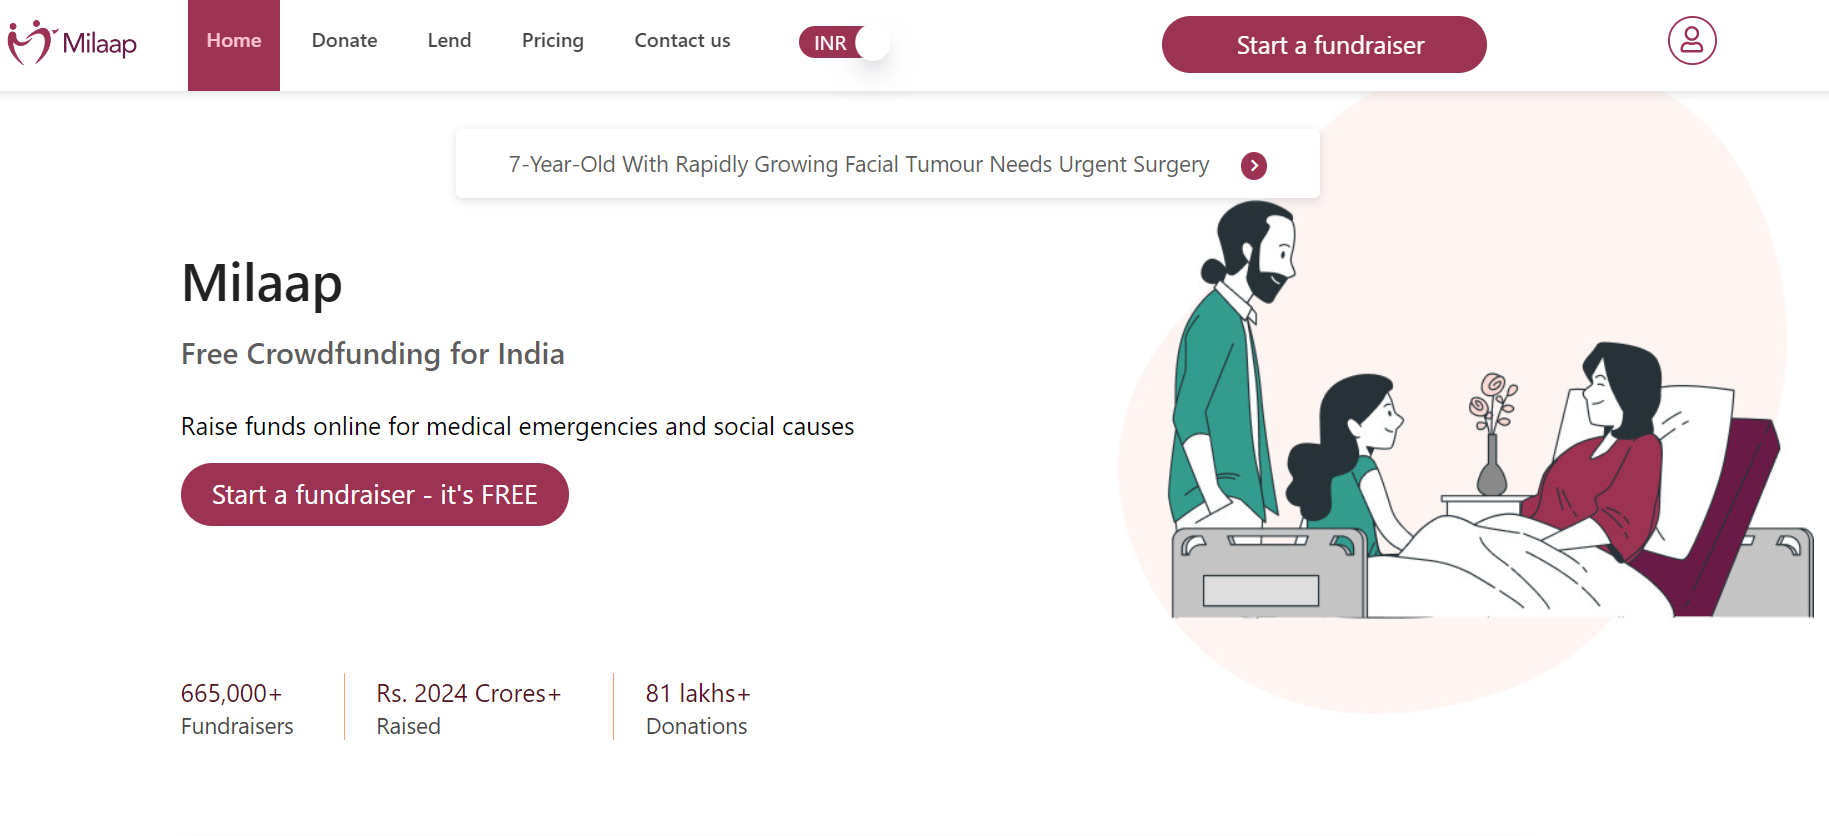 Milaap
Home
Donate
Lend
Pricing
Contact us
INR
Start a fundraiser
7-Year-Old With Rapidly Growing Facial Tumour Needs Urgent Surgery
Milaap
Free Crowdfunding for India
Raise funds online for medical emergencies and social causes
Start a fundraiser - it's FREE
665,000+
Fundraisers
Rs. 2024 Crores+
Raised
81 lakhs+
Donations